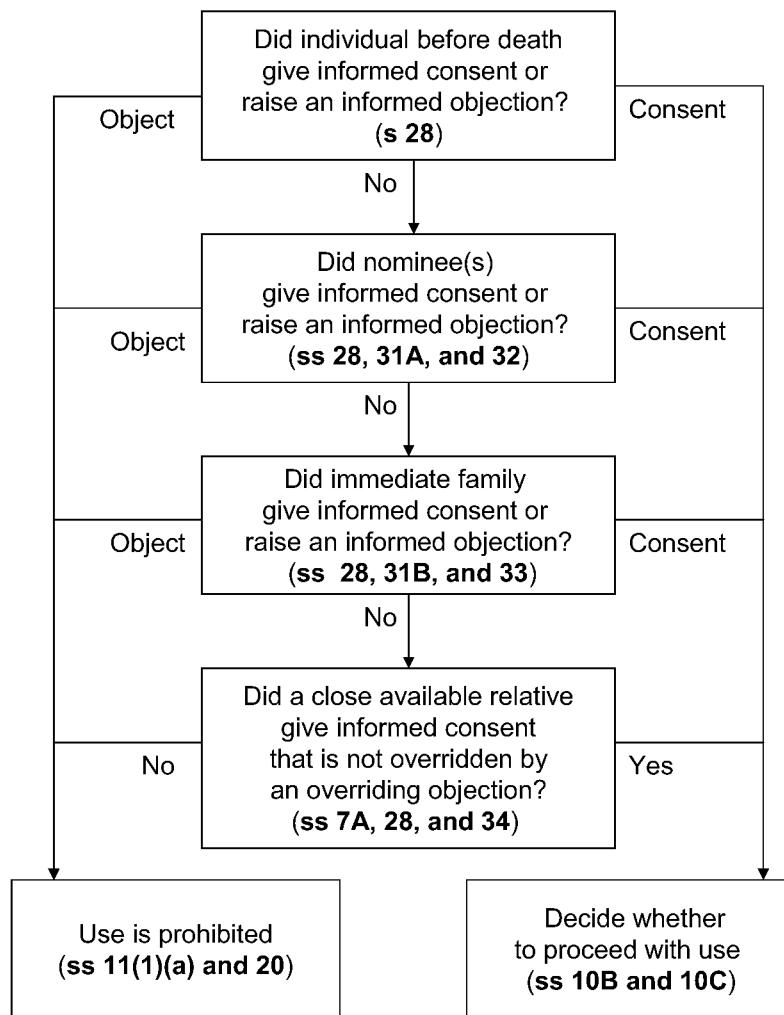 Did individual before death
give informed consent or
raise an informed objection?
(s 28)
Object
Consent
No
Did nominee(s)
give informed consent or
raise an informed objection?
(ss 28, 31A, and 32)
Object
Consent
No
Did immediate family
give informed consent or
raise an informed objection?
(ss 28, 31B, and 33)
Object
Consent
No
Did a close available relative
give informed consent
that is not overridden by
an overriding objection?
(ss 7A, 28, and 34)
No
Yes
Use is prohibited
(ss 11(1)(a) and 20)
Decide whether
to proceed with use
(ss 10B and 10C)